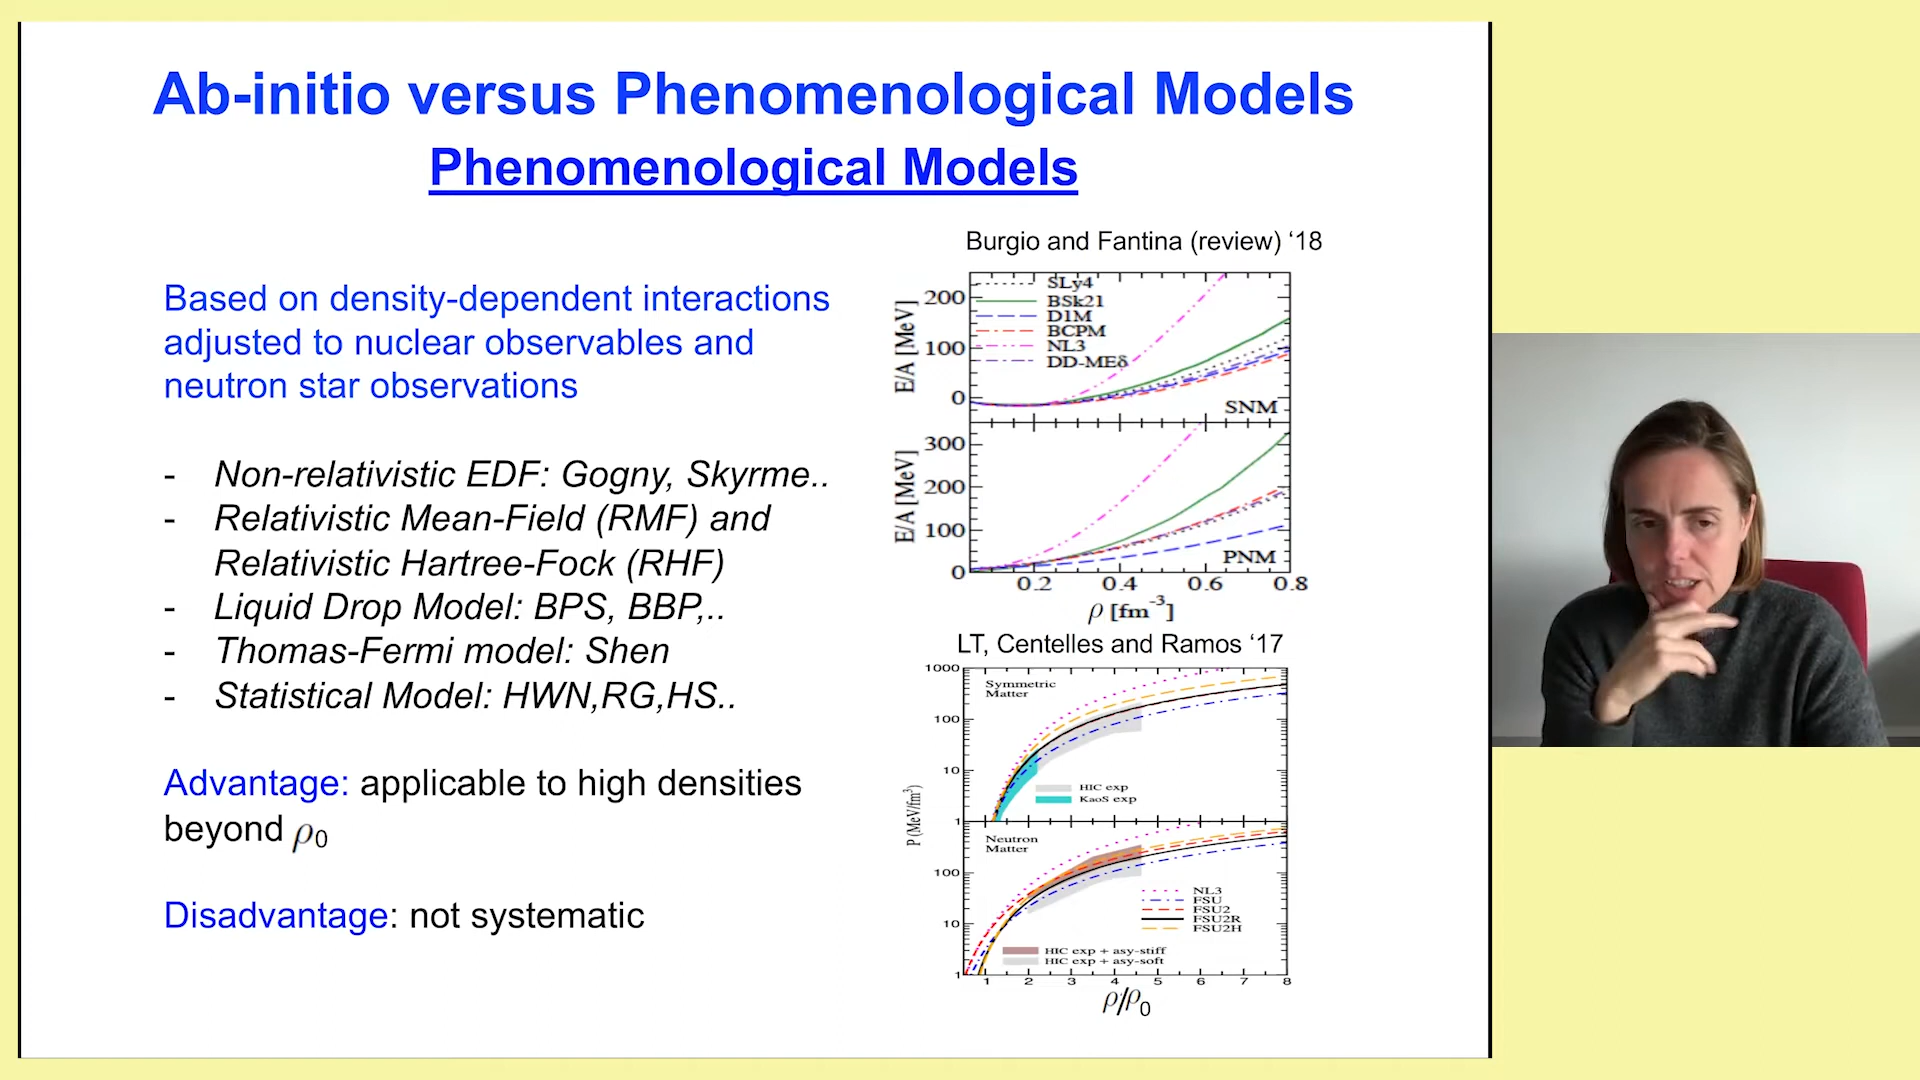 Ab-initio versus Phenomenological Models
Phenomenological Models
Based on density-dependent interactions
adjusted to nuclear observables and
neutron star observations
- Non-relativistic EDF: Gogny, Skyrme..
- Relativistic Mean-Field (RMF) and
Relativistic Hartree-Fock (RHF)
- Liquid Drop Model: BPS, BBP,..
- Thomas-Fermi model: Shen
- Statistical Model: HWN,RG,HS..
Advantage: applicable to high densities
beyond ρ₀
Disadvantage: not systematic
Burgio and Fantina (review) ‘18
SLy4
BSk21
D1M
BCPM
NL3
DD-MEδ
E/A [MeV]
200
100
0
SNM
E/A [MeV]
300
200
100
0
PNM
0.2 0.4 0.6 0.8
ρ [fm⁻³]
LT, Centelles and Ramos ‘17
1000
100
10
1
Symmetric
Matter
HIC exp
KaoS exp
P (MeV/fm³)
Neutron
Matter
100
10
1
NL3
FSU
FSU2
FSU2R
FSU2H
HIC exp + asy-stiff
HIC exp + asy-soft
1 2 3 4 5 6 7 8
ρ/ρ₀